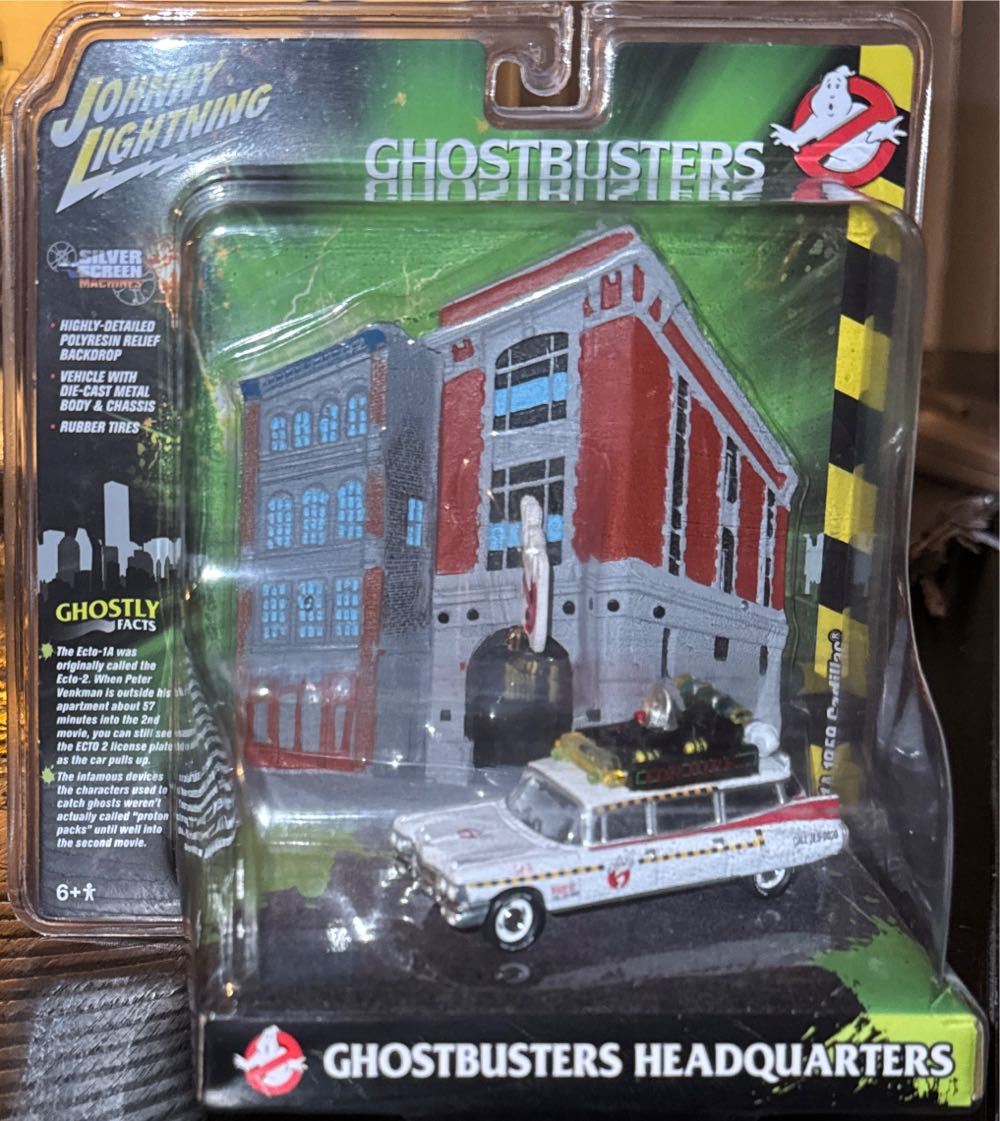 JOHNNY
LIGHTNING
GHOSTBUSTERS
SILVER
SCREEN
MACHINES
• HIGHLY-DETAILED
POLYRESIN RELIEF
BACKDROP
• VEHICLE WITH
DIE-CAST METAL
BODY & CHASSIS
• RUBBER TIRES
GHOSTLY
FACTS
The Ecto-1A was
originally called the
Ecto-2. When Peter
Venkman is outside his
apartment about 57
minutes into the 2nd
movie, you can still see
the ECTO 2 license plate
as the car pulls up.
The infamous devices
the characters used to
catch ghosts weren't
actually called "proton
packs" until well into
the second movie.
6+
1959 Cadillac®
GHOSTBUSTERS HEADQUARTERS